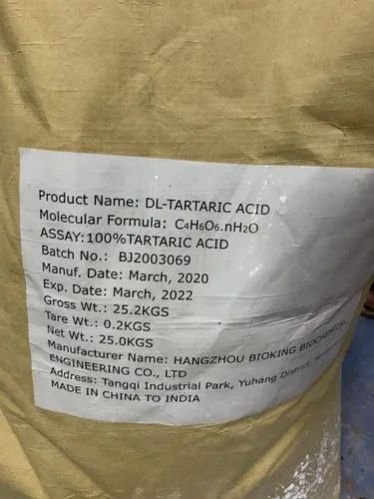 Product Name: DL-TARTARIC ACID
Molecular Formula: C₄H₆O₆.nH₂O
ASSAY:100%TARTARIC ACID
Batch No.: BJ2003069
Manuf. Date: March, 2020
Exp. Date: March, 2022
Gross Wt.: 25.2KGS
Tare Wt.: 0.2KGS
Net Wt.: 25.0KGS
Manufacturer Name: HANGZHOU BIOKING BIOCHEMICAL
ENGINEERING CO., LTD
Address: Tangqi Industrial Park, Yuhang District,
MADE IN CHINA TO INDIA